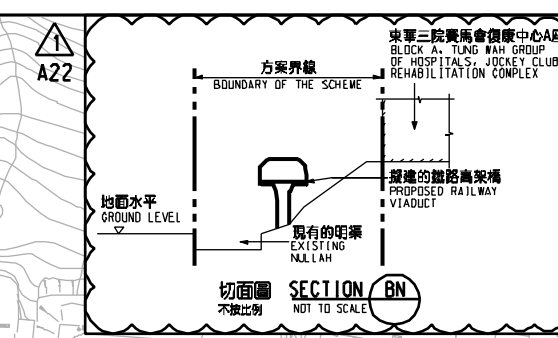 1
A22
東華三院賽馬會復康中心A座
BLOCK A, TUNG WAH GROUP
OF HOSPITALS, JOCKEY CLUB
REHABILITATION COMPLEX
方案界線
BOUNDARY OF THE SCHEME
擬建的鐵路高架橋
PROPOSED RAILWAY
VIADUCT
地面水平
GROUND LEVEL
現有的明渠
EXISTING
NULLAH
切面圖 SECTION BN
不按比例 NOT TO SCALE